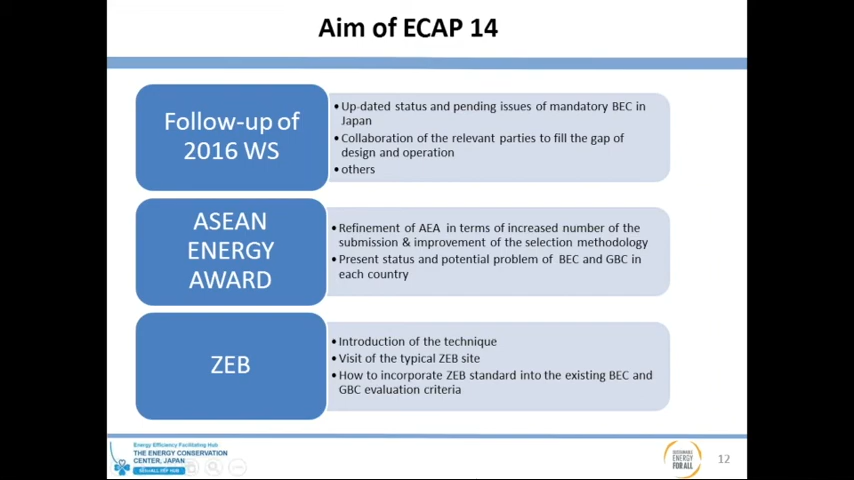 Aim of ECAP 14
Follow-up of
2016 WS
•Up-dated status and pending issues of mandatory BEC in
Japan
•Collaboration of the relevant parties to fill the gap of
design and operation
•others
ASEAN
ENERGY
AWARD
•Refinement of AEA in terms of increased number of the
submission & improvement of the selection methodology
•Present status and potential problem of BEC and GBC in
each country
ZEB
•Introduction of the technique
•Visit of the typical ZEB site
•How to incorporate ZEB standard into the existing BEC and
GBC evaluation criteria
Energy Efficiency Facilitating Hub
THE ENERGY CONSERVATION
CENTER, JAPAN
SE4ALL EEF HUB
SUSTAINABLE
ENERGY
FOR ALL
12